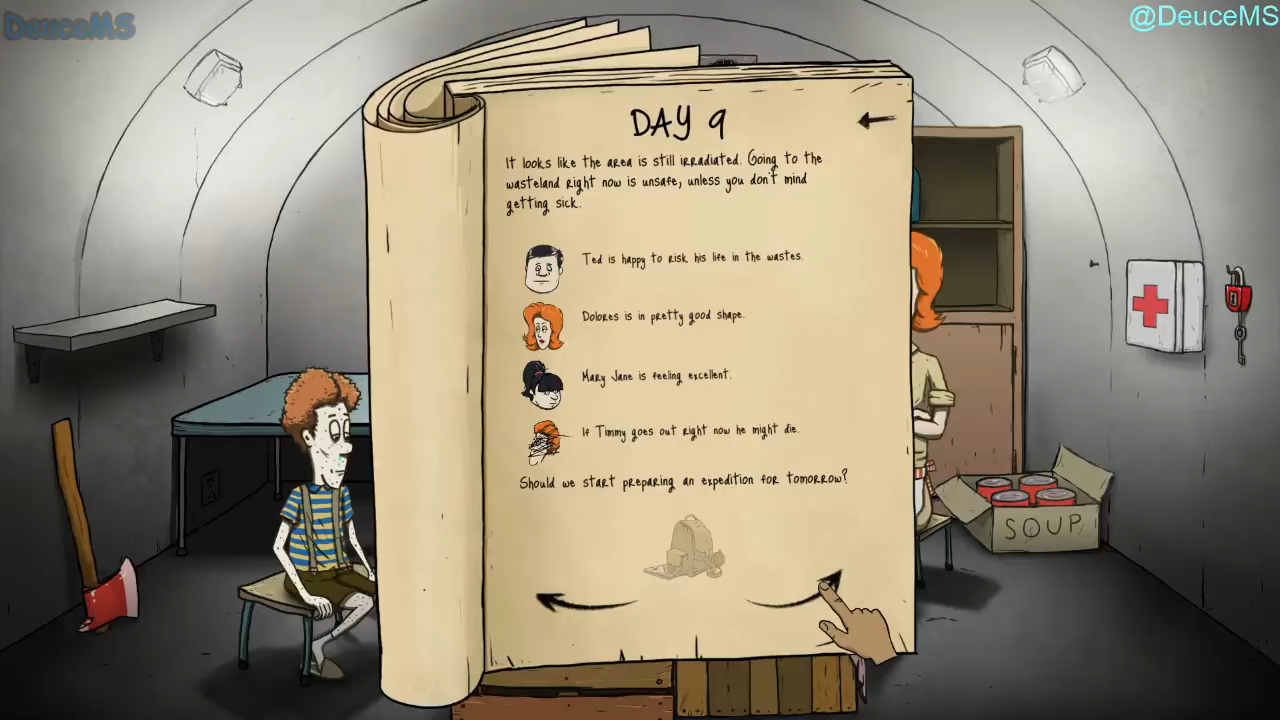 DeuceMS
@DeuceMS
DAY 9
It looks like the area is still irradiated. Going to the
wasteland right now is unsafe, unless you don't mind
getting sick.
Ted is happy to risk his life in the wastes.
Dolores is in pretty good shape.
Mary Jane is feeling excellent.
If Timmy goes out right now he might die.
Should we start preparing an expedition for tomorrow?
SOUP